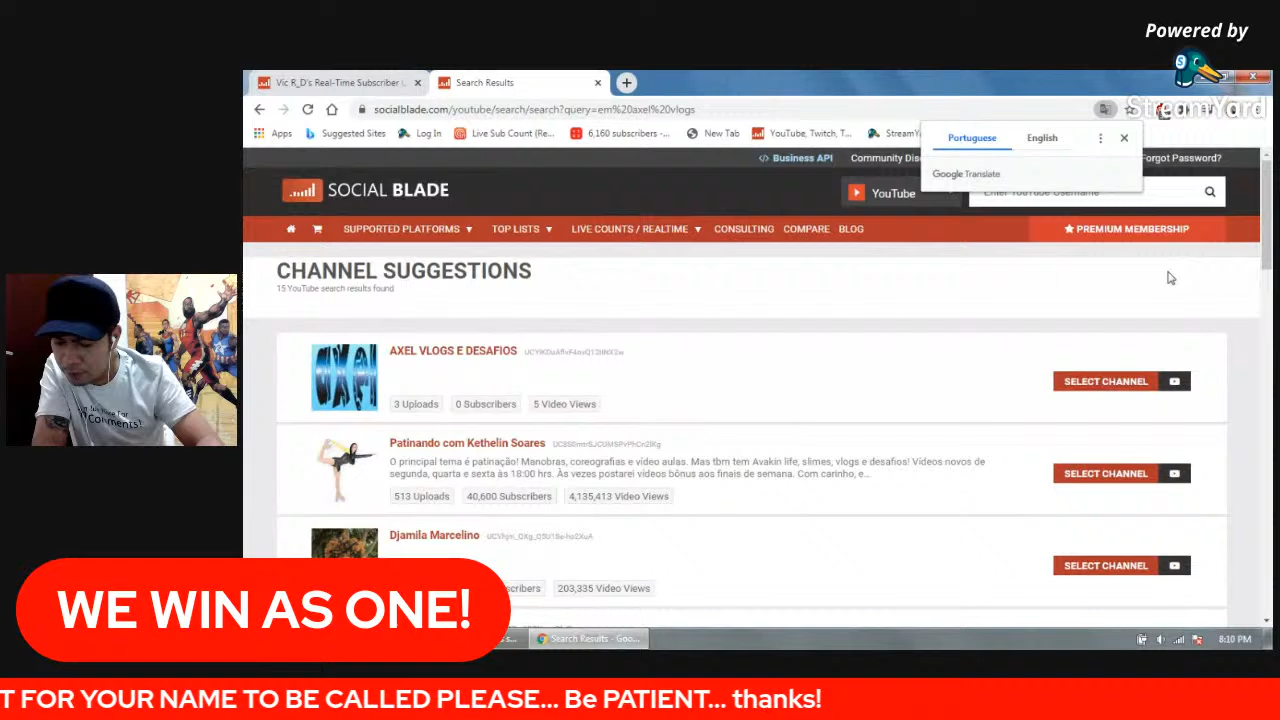 Powered by
StreamYard
Vic R_D's Real-Time Subscriber
Search Results
socialblade.com/youtube/search/search?query=em%20axel%20vlogs
Apps
Suggested Sites
Log In
Live Sub Count (Re...
6,160 subscribers -...
New Tab
YouTube, Twitch, T...
Portuguese
English
Google Translate
Business API
Community
Forgot Password?
SOCIAL BLADE
YouTube
Enter YouTube Username
SUPPORTED PLATFORMS
TOP LISTS
LIVE COUNTS / REALTIME
CONSULTING
COMPARE
BLOG
PREMIUM MEMBERSHIP
CHANNEL SUGGESTIONS
15 YouTube search results found
AXEL VLOGS E DESAFIOS
3 Uploads
0 Subscribers
5 Video Views
SELECT CHANNEL
Patinando com Kethelin Soares
O principal tema é patinação! Manobras, coreografias e vídeo aulas. Mas tbm tem Avakin life, slimes, vlogs e desafios! Vídeos novos de
segunda, quarta e sexta às 18:00 hrs. Às vezes postarei vídeos bônus aos finais de semana. Com carinho, e...
513 Uploads
40,600 Subscribers
4,135,413 Video Views
SELECT CHANNEL
Djamila Marcelino
203,335 Video Views
SELECT CHANNEL
Comments!
WE WIN AS ONE!
Search Results - Goo...
8:10 PM
T FOR YOUR NAME TO BE CALLED PLEASE... Be PATIENT... thanks!